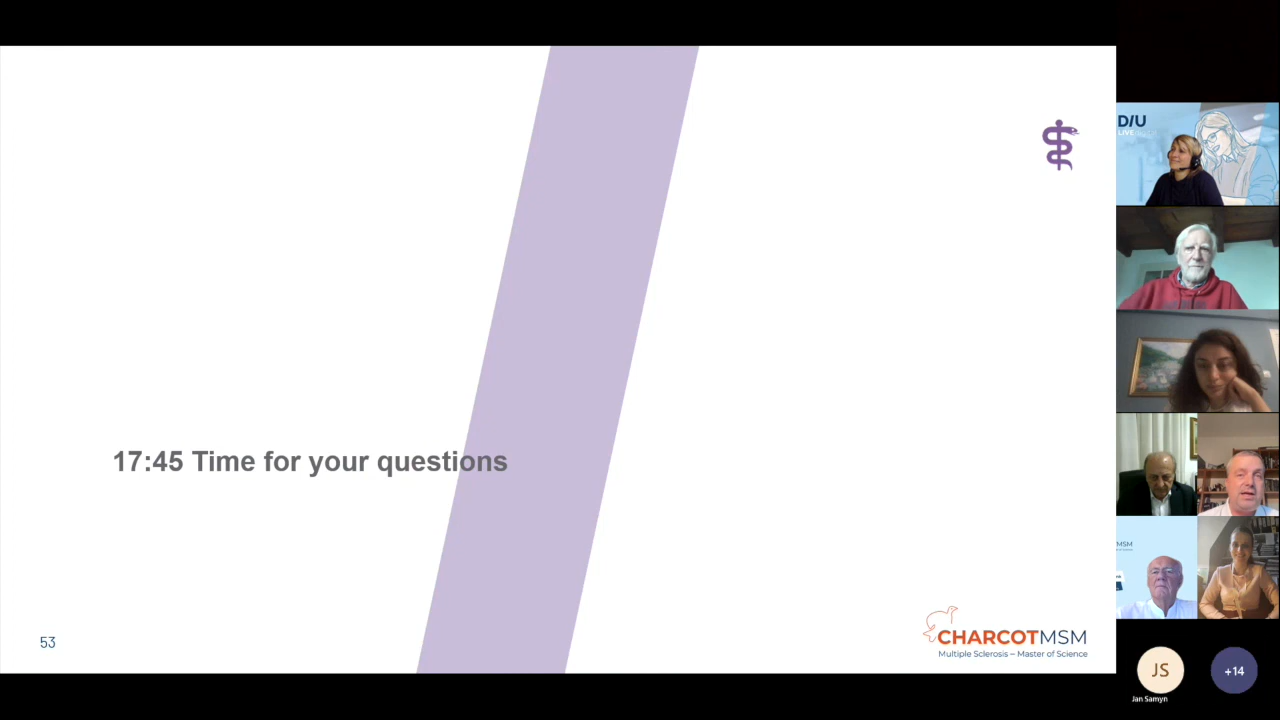 17:45 Time for your questions
53
CHARCOTMSM
Multiple Sclerosis – Master of Science
D/U
LIVE
MSM
JS
Jan Samyn
+14